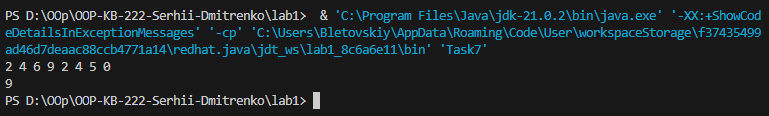 PS D:\OOp\OOP-KB-222-Serhii-Dmitrenko\lab1>  & 'C:\Program Files\Java\jdk-21.0.2\bin\java.exe' '-XX:+ShowCod
eDetailsInExceptionMessages' '-cp' 'C:\Users\Bletovskiy\AppData\Roaming\Code\User\workspaceStorage\f37435499
ad46d7deaac88ccb4771a14\redhat.java\jdt_ws\lab1_8c6a6e11\bin' 'Task7'
2 4 6 9 2 4 5 0
9
PS D:\OOp\OOP-KB-222-Serhii-Dmitrenko\lab1>